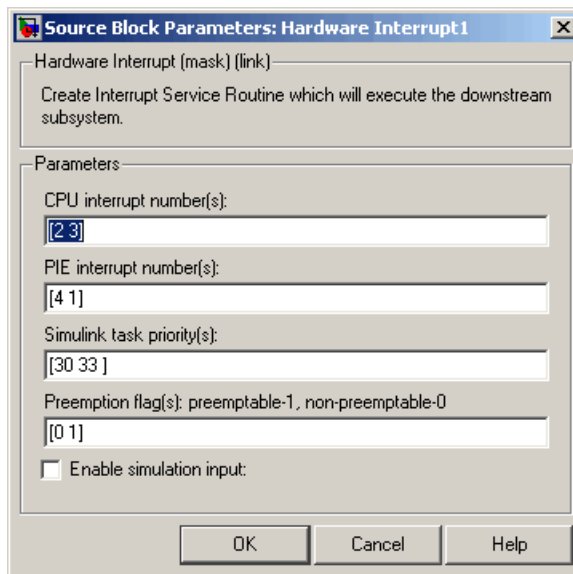 Source Block Parameters: Hardware Interrupt1
Hardware Interrupt (mask) (link)
Create Interrupt Service Routine which will execute the downstream
subsystem.
Parameters
CPU interrupt number(s):
[2 3]
PIE interrupt number(s):
[4 1]
Simulink task priority(s):
[30 33 ]
Preemption flag(s): preemptable-1, non-preemptable-0
[0 1]
Enable simulation input:
OK Cancel Help